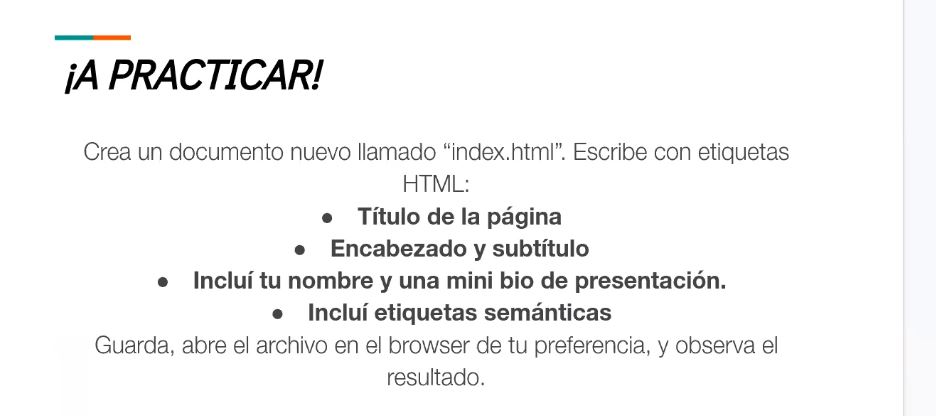 ¡A PRACTICAR!
Crea un documento nuevo llamado “index.html”. Escribe con etiquetas
HTML:
● Título de la página
● Encabezado y subtítulo
● Incluí tu nombre y una mini bio de presentación.
● Incluí etiquetas semánticas
Guarda, abre el archivo en el browser de tu preferencia, y observa el
resultado.